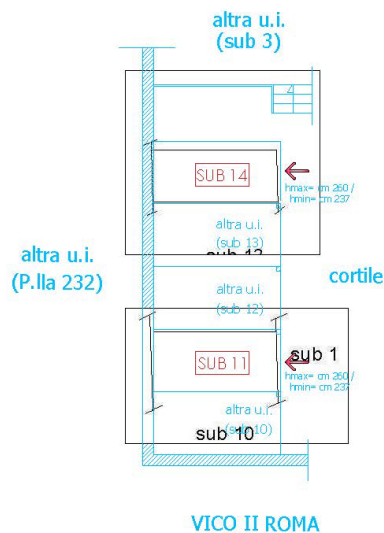 altra u.i.
(sub 3)
SUB 14
hmax= cm 260 /
hmin= cm 237
altra u.i.
(sub 13)
altra u.i.
(P.lla 232)
cortile
altra u.i.
(sub 12)
sub 1
SUB 11
hmax= cm 260 /
hmin= cm 237
altra u.i.
(sub 10)
sub 10
VICO II ROMA